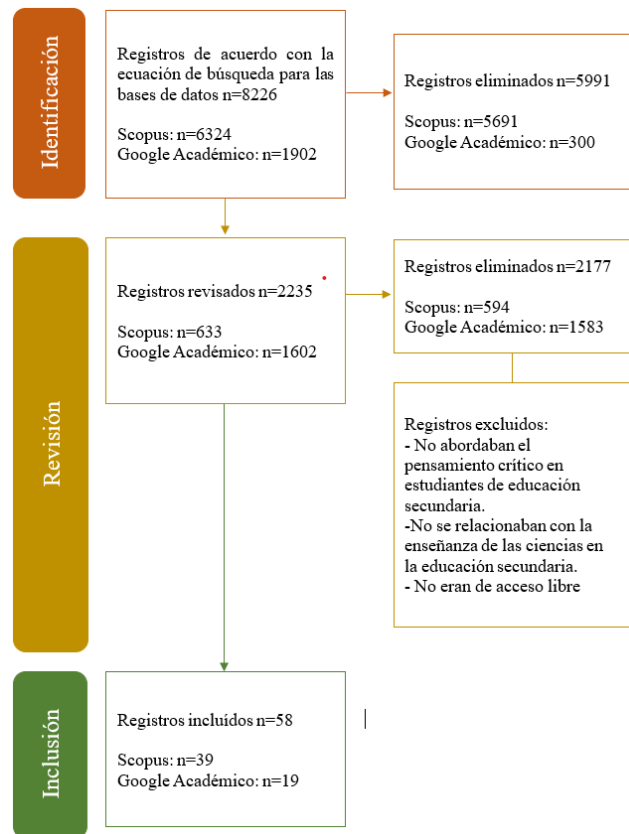 Identificación
Registros de acuerdo con la
ecuación de búsqueda para las
bases de datos n=8226
Scopus: n=6324
Google Académico: n=1902
Registros eliminados n=5991
Scopus: n=5691
Google Académico: n=300
Revisión
Registros revisados n=2235
Scopus: n=633
Google Académico: n=1602
Registros eliminados n=2177
Scopus: n=594
Google Académico: n=1583
Registros excluidos:
- No abordaban el
pensamiento crítico en
estudiantes de educación
secundaria.
-No se relacionaban con la
enseñanza de las ciencias en
la educación secundaria.
- No eran de acceso libre
Inclusión
Registros incluídos n=58
Scopus: n=39
Google Académico: n=19